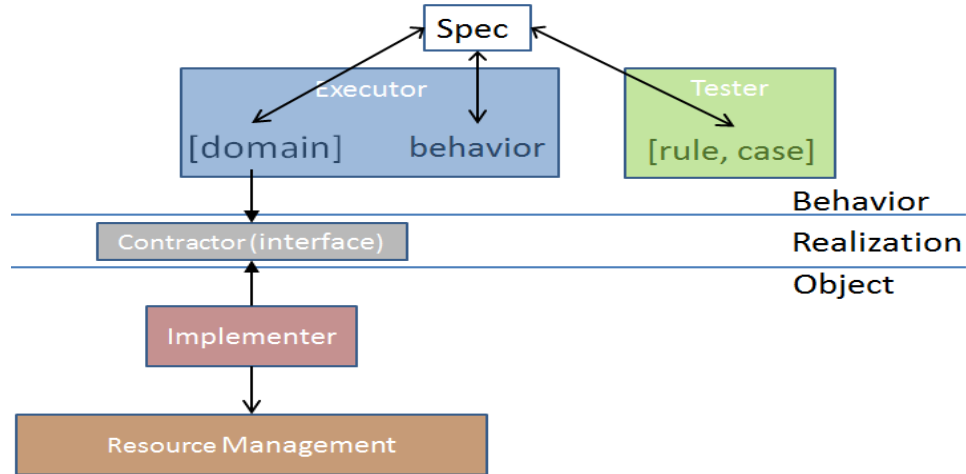 Spec
Executor
Tester
[domain]
behavior
[rule, case]
Behavior
Contractor (interface)
Realization
Object
Implementer
Resource Management